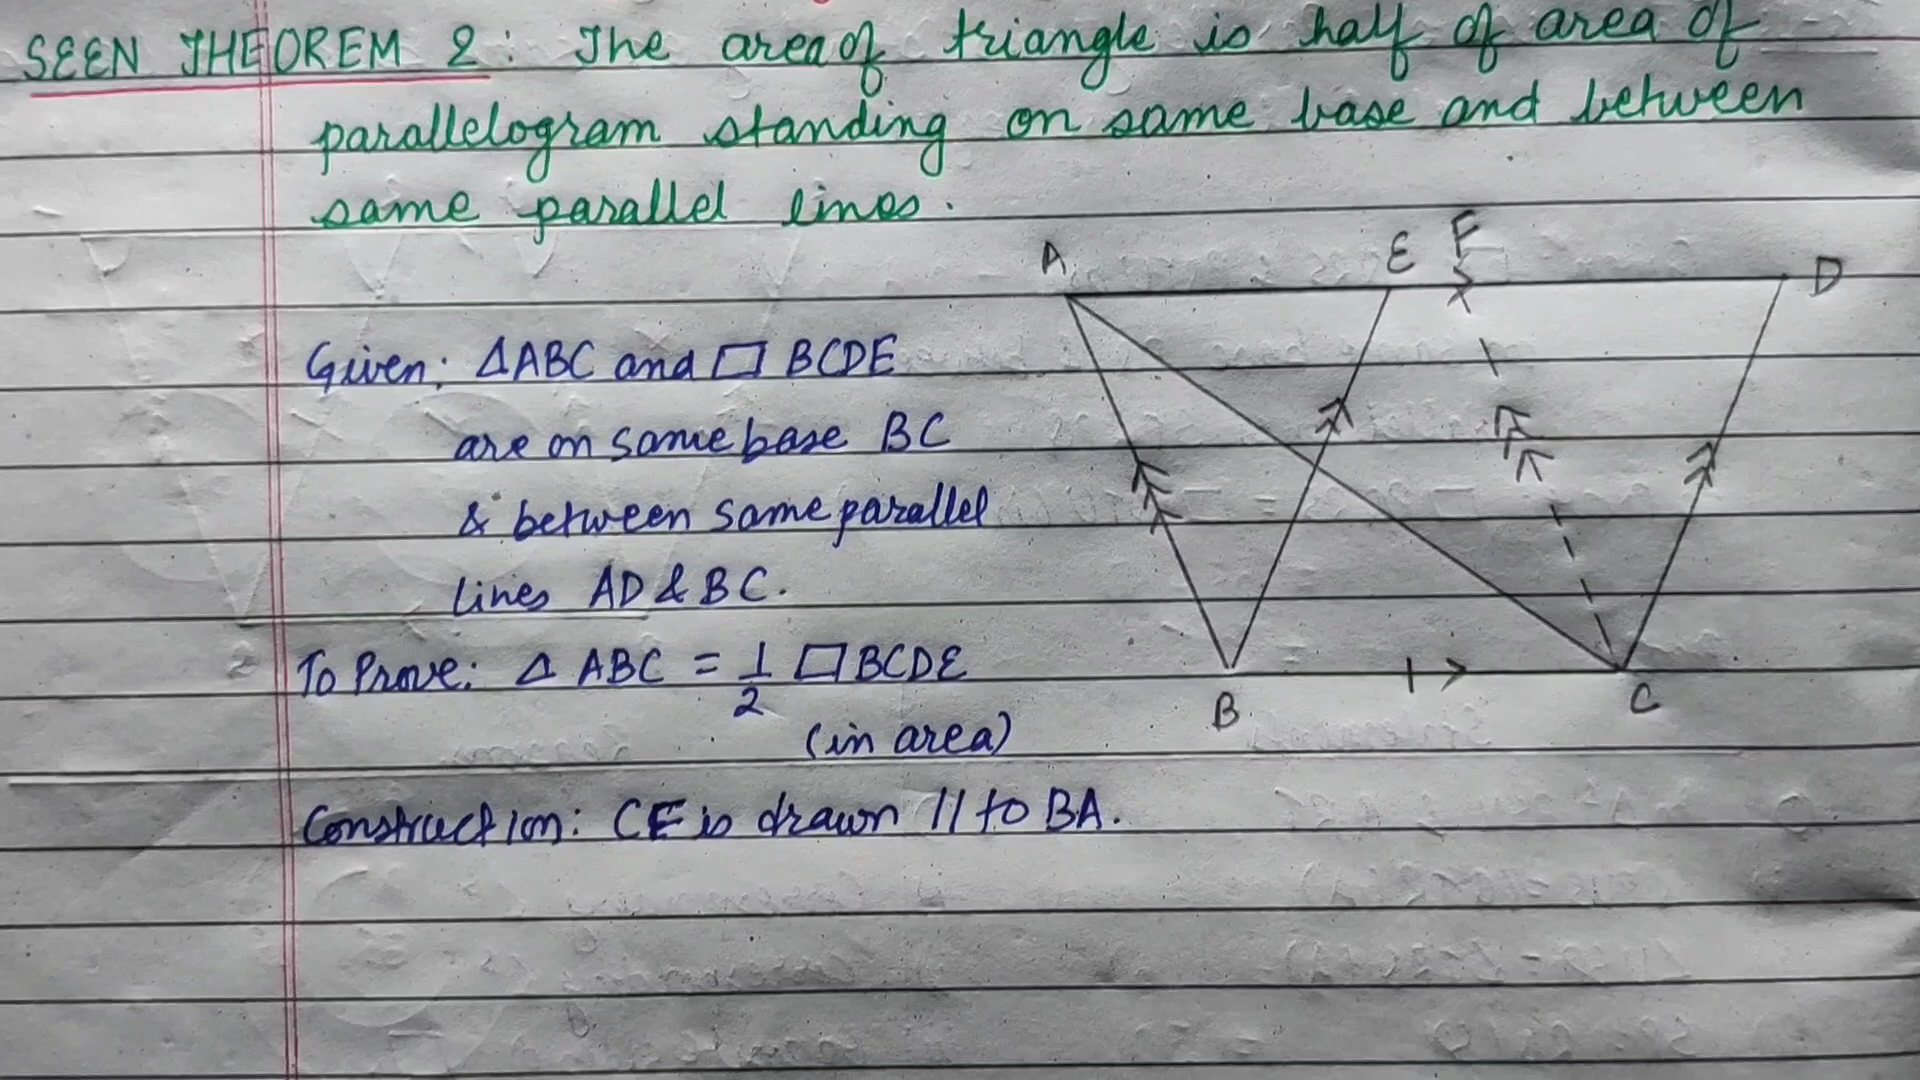 SEEN THEOREM 2: The area of triangle is half of area of
parallelogram standing on same base and between
same parallel lines.
A E F D
Given: ΔABC and ▱ BCDE
are on same base BC
& between same parallel
lines AD & BC.
To Prove: Δ ABC = 1/2 ▱BCDE
(in area)
B C
Construction: CF is drawn // to BA.